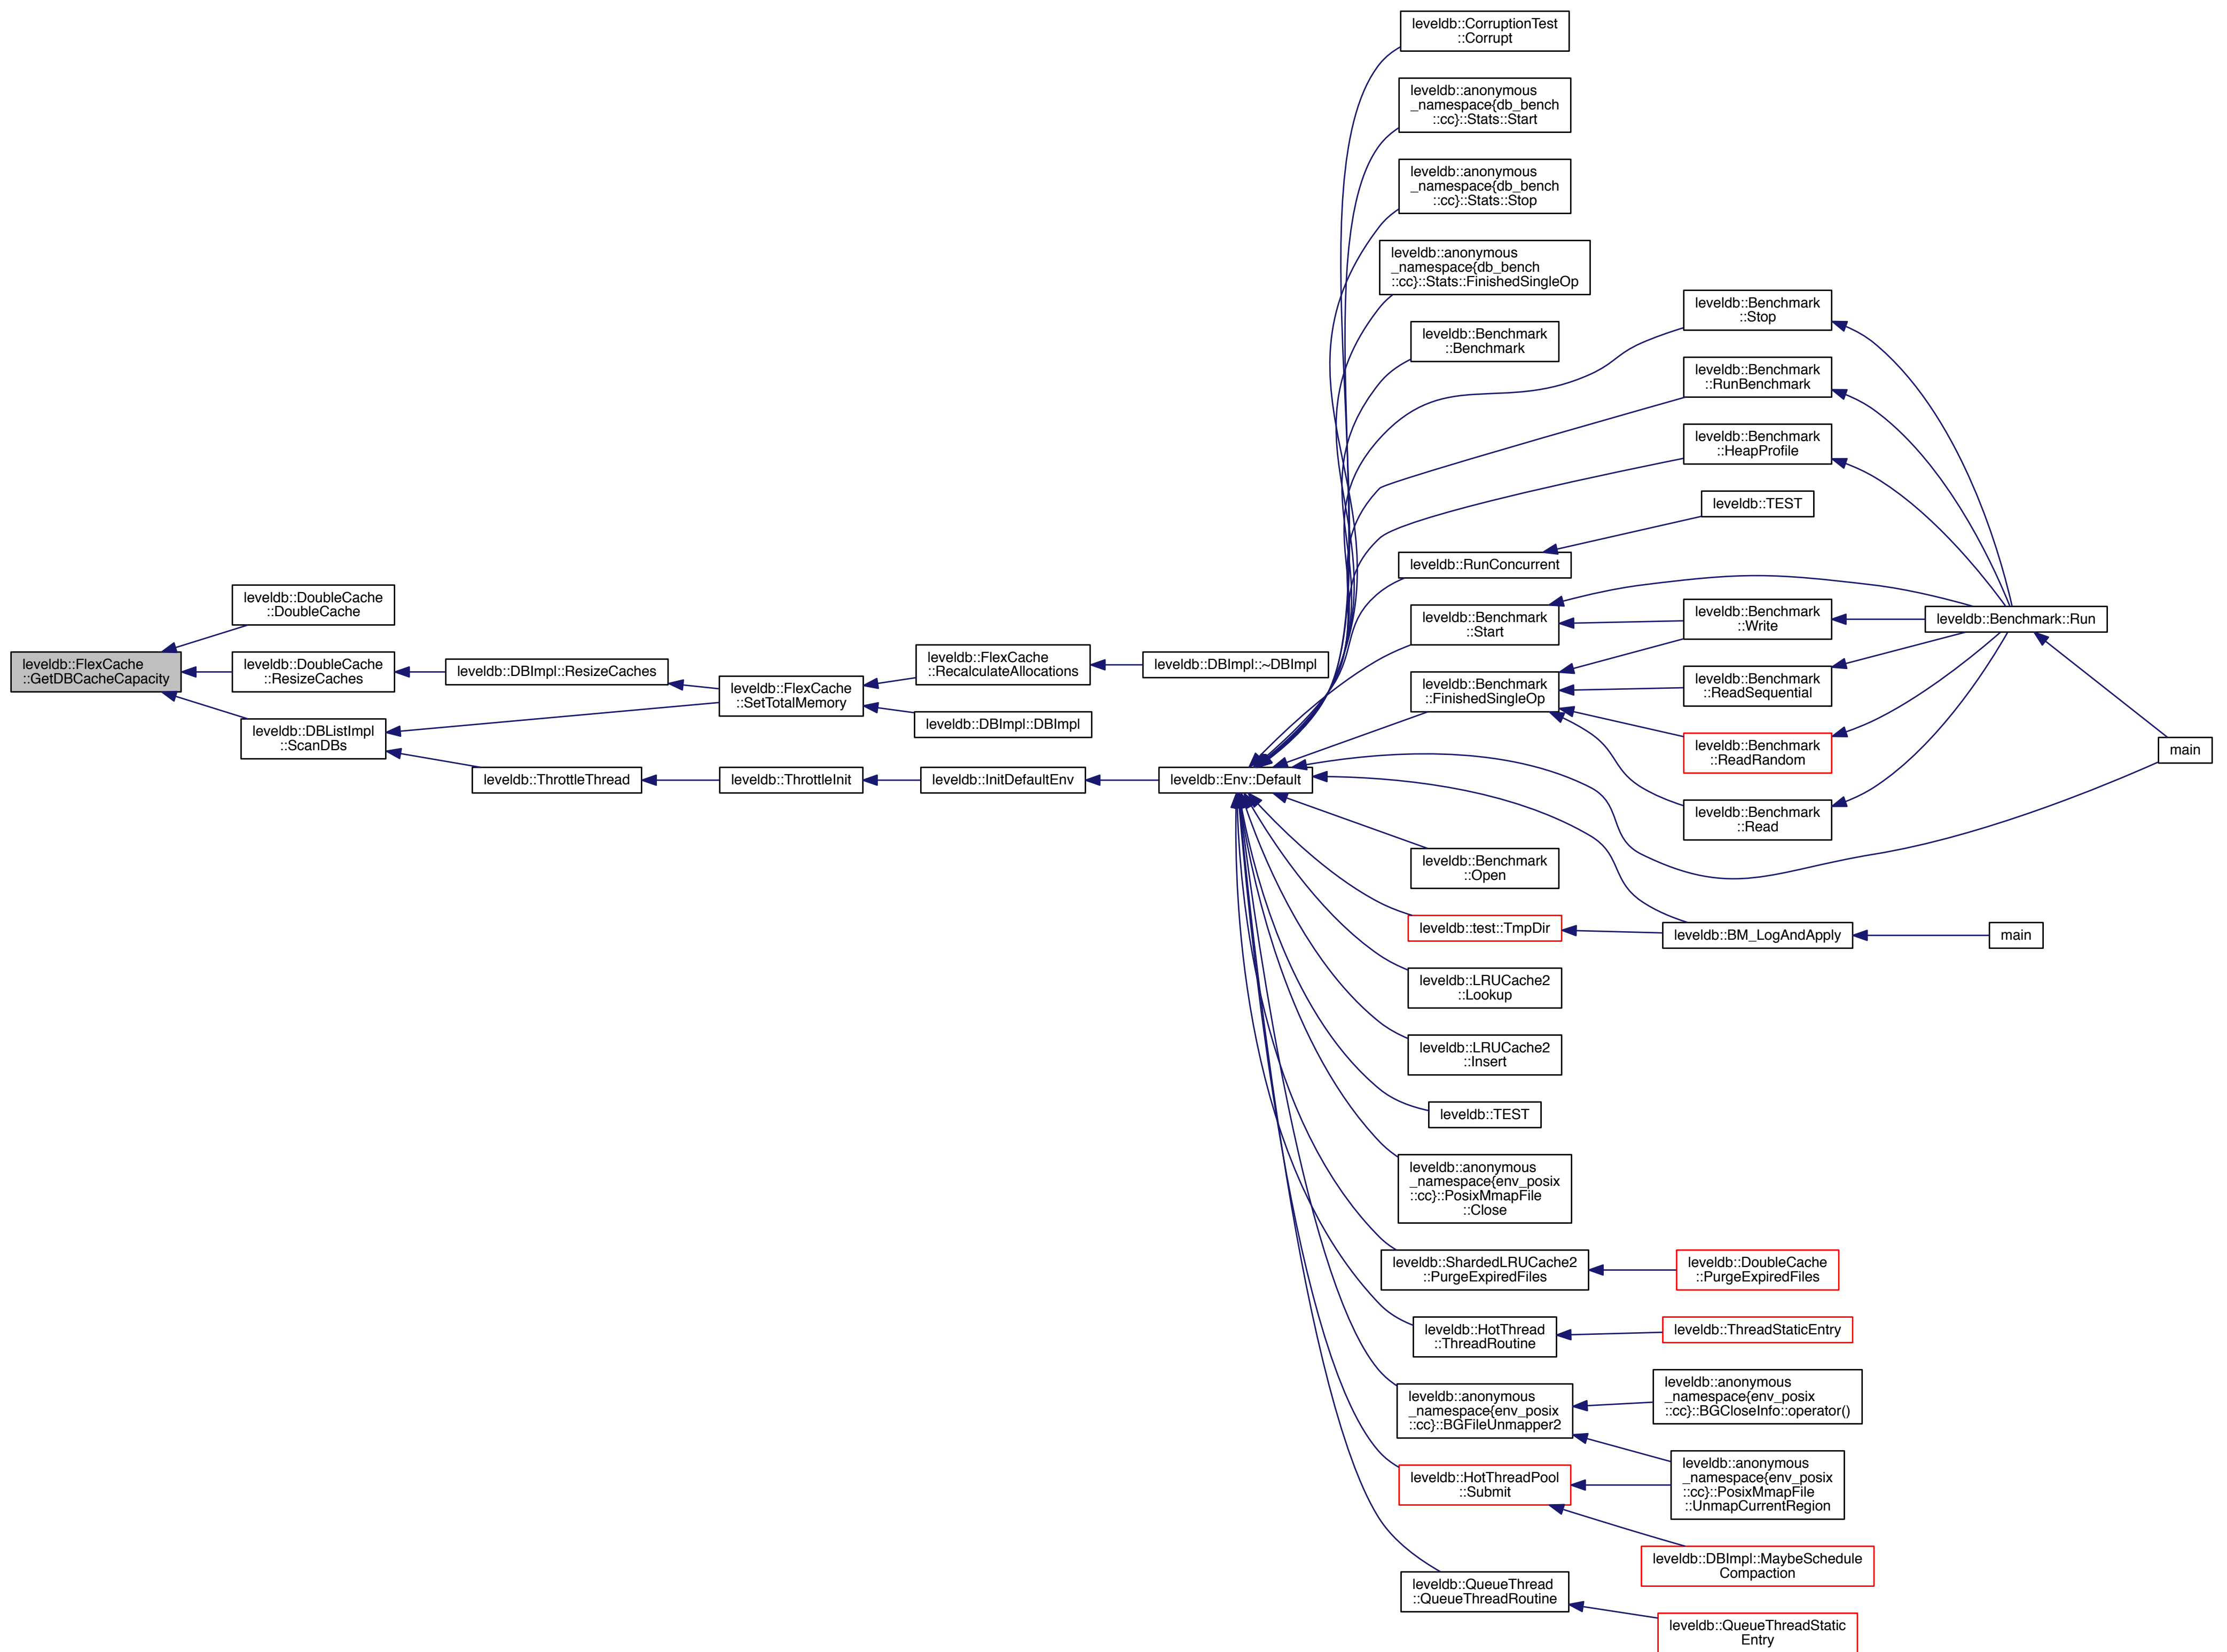 leveldb::CorruptionTest
::Corrupt
leveldb::anonymous
_namespace{db_bench
::cc}::Stats::Start
leveldb::anonymous
_namespace{db_bench
::cc}::Stats::Stop
leveldb::anonymous
_namespace{db_bench
::cc}::Stats::FinishedSingleOp
leveldb::Benchmark
::Benchmark
leveldb::Benchmark
::Stop
leveldb::Benchmark
::RunBenchmark
leveldb::Benchmark
::HeapProfile
leveldb::TEST
leveldb::RunConcurrent
leveldb::DoubleCache
::DoubleCache
leveldb::Benchmark
::Start
leveldb::Benchmark
::Write
leveldb::Benchmark::Run
leveldb::FlexCache
::GetDBCacheCapacity
leveldb::DoubleCache
::ResizeCaches
leveldb::DBImpl::ResizeCaches
leveldb::FlexCache
::SetTotalMemory
leveldb::FlexCache
::RecalculateAllocations
leveldb::DBImpl::~DBImpl
leveldb::DBImpl::DBImpl
leveldb::Benchmark
::FinishedSingleOp
leveldb::Benchmark
::ReadSequential
leveldb::Benchmark
::ReadRandom
main
leveldb::DBListImpl
::ScanDBs
leveldb::ThrottleThread
leveldb::ThrottleInit
leveldb::InitDefaultEnv
leveldb::Env::Default
leveldb::Benchmark
::Read
leveldb::Benchmark
::Open
leveldb::test::TmpDir
leveldb::BM_LogAndApply
main
leveldb::LRUCache2
::Lookup
leveldb::LRUCache2
::Insert
leveldb::TEST
leveldb::anonymous
_namespace{env_posix
::cc}::PosixMmapFile
::Close
leveldb::ShardedLRUCache2
::PurgeExpiredFiles
leveldb::DoubleCache
::PurgeExpiredFiles
leveldb::HotThread
::ThreadRoutine
leveldb::ThreadStaticEntry
leveldb::anonymous
_namespace{env_posix
::cc}::BGFileUnmapper2
leveldb::anonymous
_namespace{env_posix
::cc}::BGCloseInfo::operator()
leveldb::HotThreadPool
::Submit
leveldb::anonymous
_namespace{env_posix
::cc}::PosixMmapFile
::UnmapCurrentRegion
leveldb::DBImpl::MaybeSchedule
Compaction
leveldb::QueueThread
::QueueThreadRoutine
leveldb::QueueThreadStatic
Entry